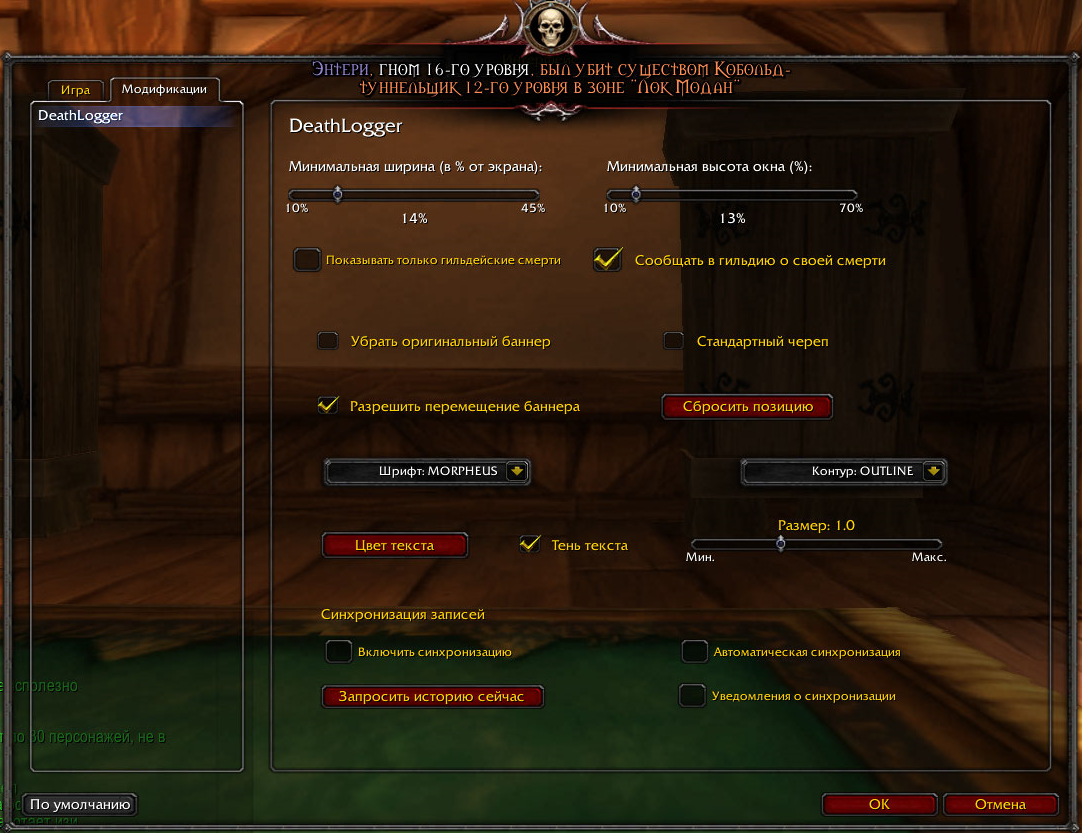 Энтери, гном 16-го уровня, был убит существом Кобольд-
туннельщик 12-го уровня в зоне "Лок Модан"
Игра
Модификации
DeathLogger
DeathLogger
Минимальная ширина (в % от экрана):
Минимальная высота окна (%):
10%
45%
14%
10%
70%
13%
Показывать только гильдейские смерти
Сообщать в гильдию о своей смерти
Убрать оригинальный баннер
Стандартный череп
Разрешить перемещение баннера
Сбросить позицию
Шрифт: MORPHEUS
Контур: OUTLINE
Цвет текста
Тень текста
Размер: 1.0
Мин.
Макс.
Синхронизация записей
Включить синхронизацию
Автоматическая синхронизация
Запросить историю сейчас
Уведомления о синхронизации
по 30 персонажей, не в
По умолчанию
ОК
Отмена